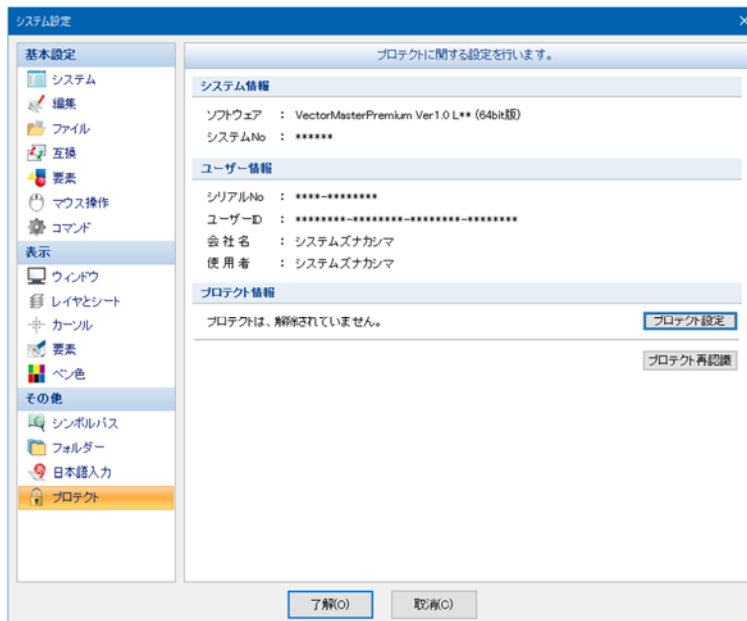 システム設定
基本設定
システム
編集
ファイル
互換
要素
マウス操作
コマンド
表示
ウィンドウ
レイヤとシート
カーソル
要素
ペン色
その他
シンボルパス
フォルダー
日本語入力
プロテクト
プロテクトに関する設定を行います。
システム情報
ソフトウェア : VectorMasterPremium Ver1.0 L** (64bit版)
システムNo : ******
ユーザー情報
シリアルNo : ****-********
ユーザーID : ********-********-********-********
会社名 : システムズナカシマ
使用者 : システムズナカシマ
プロテクト情報
プロテクトは、解除されていません。
プロテクト設定
プロテクト再認識
了解(O)
取消(C)